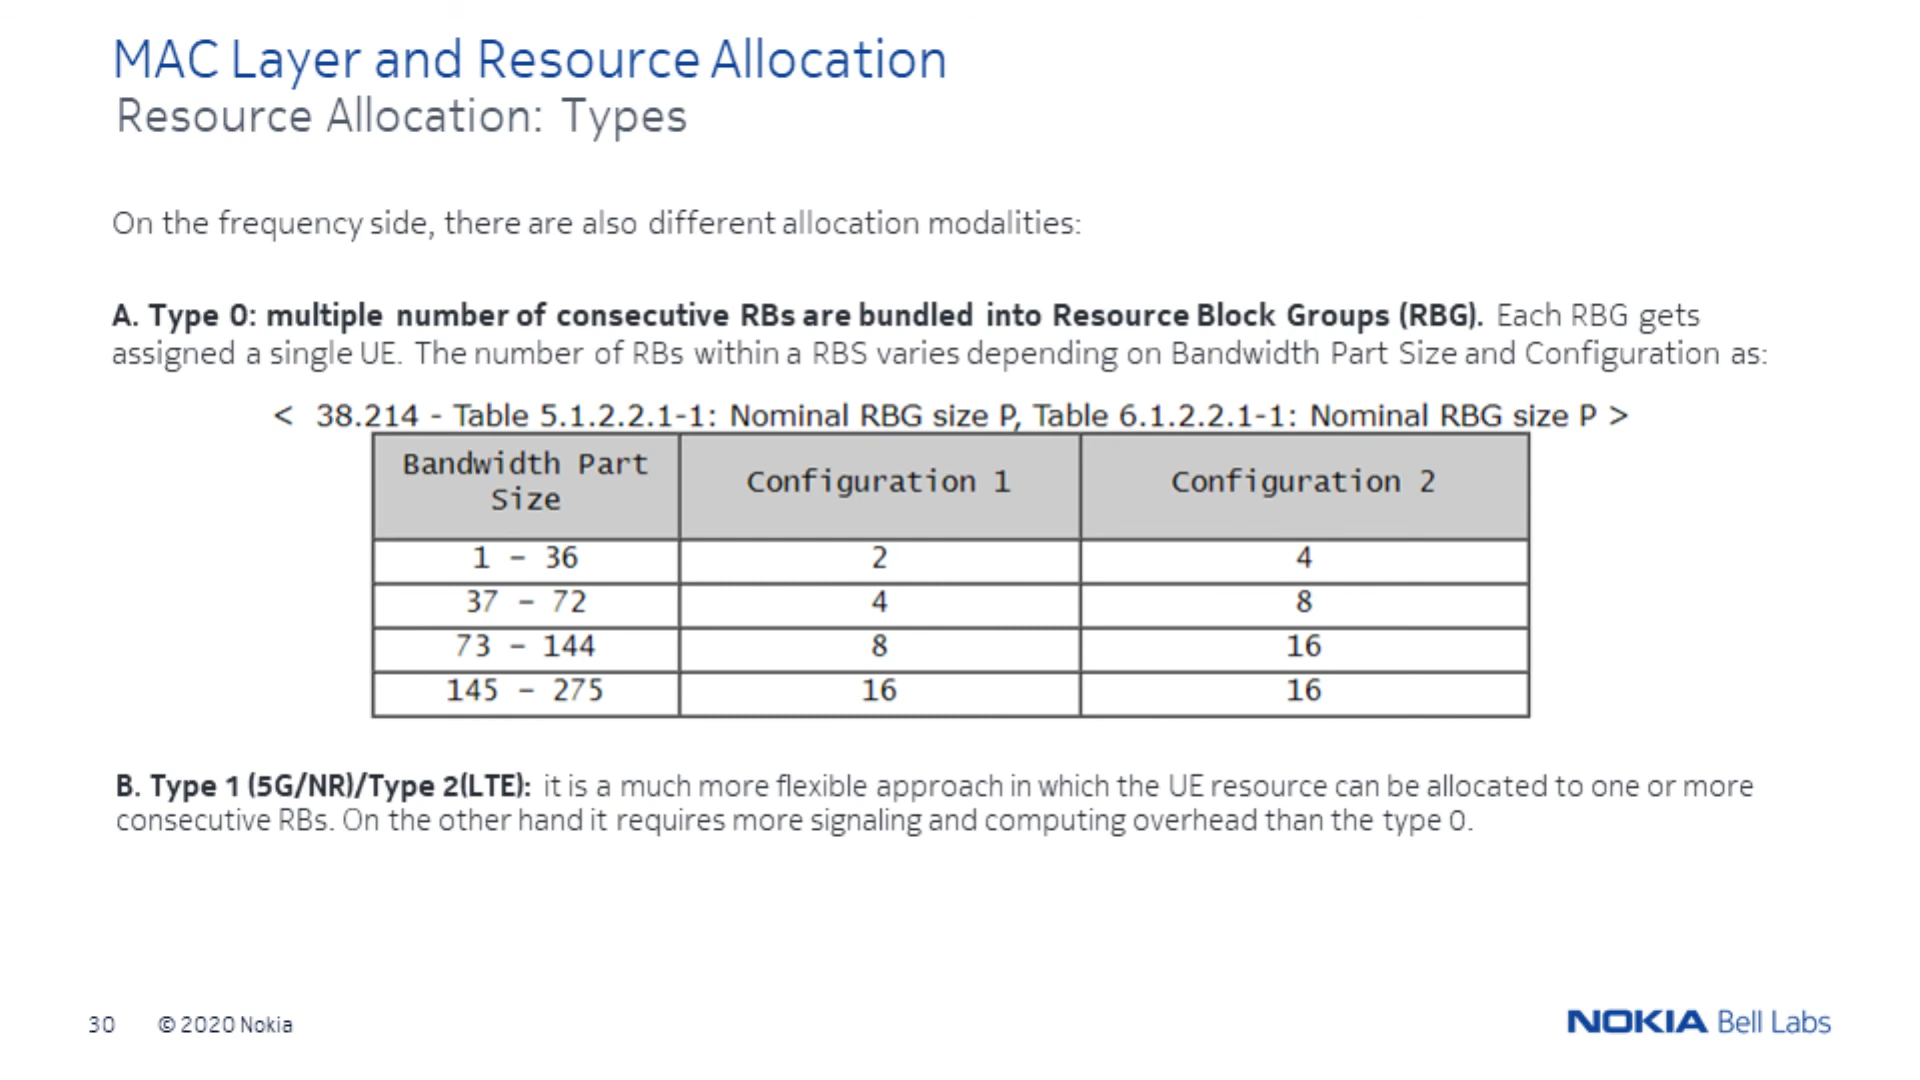 MAC Layer and Resource Allocation
Resource Allocation: Types
On the frequency side, there are also different allocation modalities:
A. Type 0: multiple number of consecutive RBs are bundled into Resource Block Groups (RBG). Each RBG gets
assigned a single UE. The number of RBs within a RBS varies depending on Bandwidth Part Size and Configuration as:
< 38.214 - Table 5.1.2.2.1-1: Nominal RBG size P, Table 6.1.2.2.1-1: Nominal RBG size P >
Bandwidth Part
Size
Configuration 1
Configuration 2
1 - 36 2 4
37 - 72 4 8
73 - 144 8 16
145 - 275 16 16
B. Type 1 (5G/NR)/Type 2(LTE): it is a much more flexible approach in which the UE resource can be allocated to one or more
consecutive RBs. On the other hand it requires more signaling and computing overhead than the type 0.
30 © 2020 Nokia
NOKIA Bell Labs